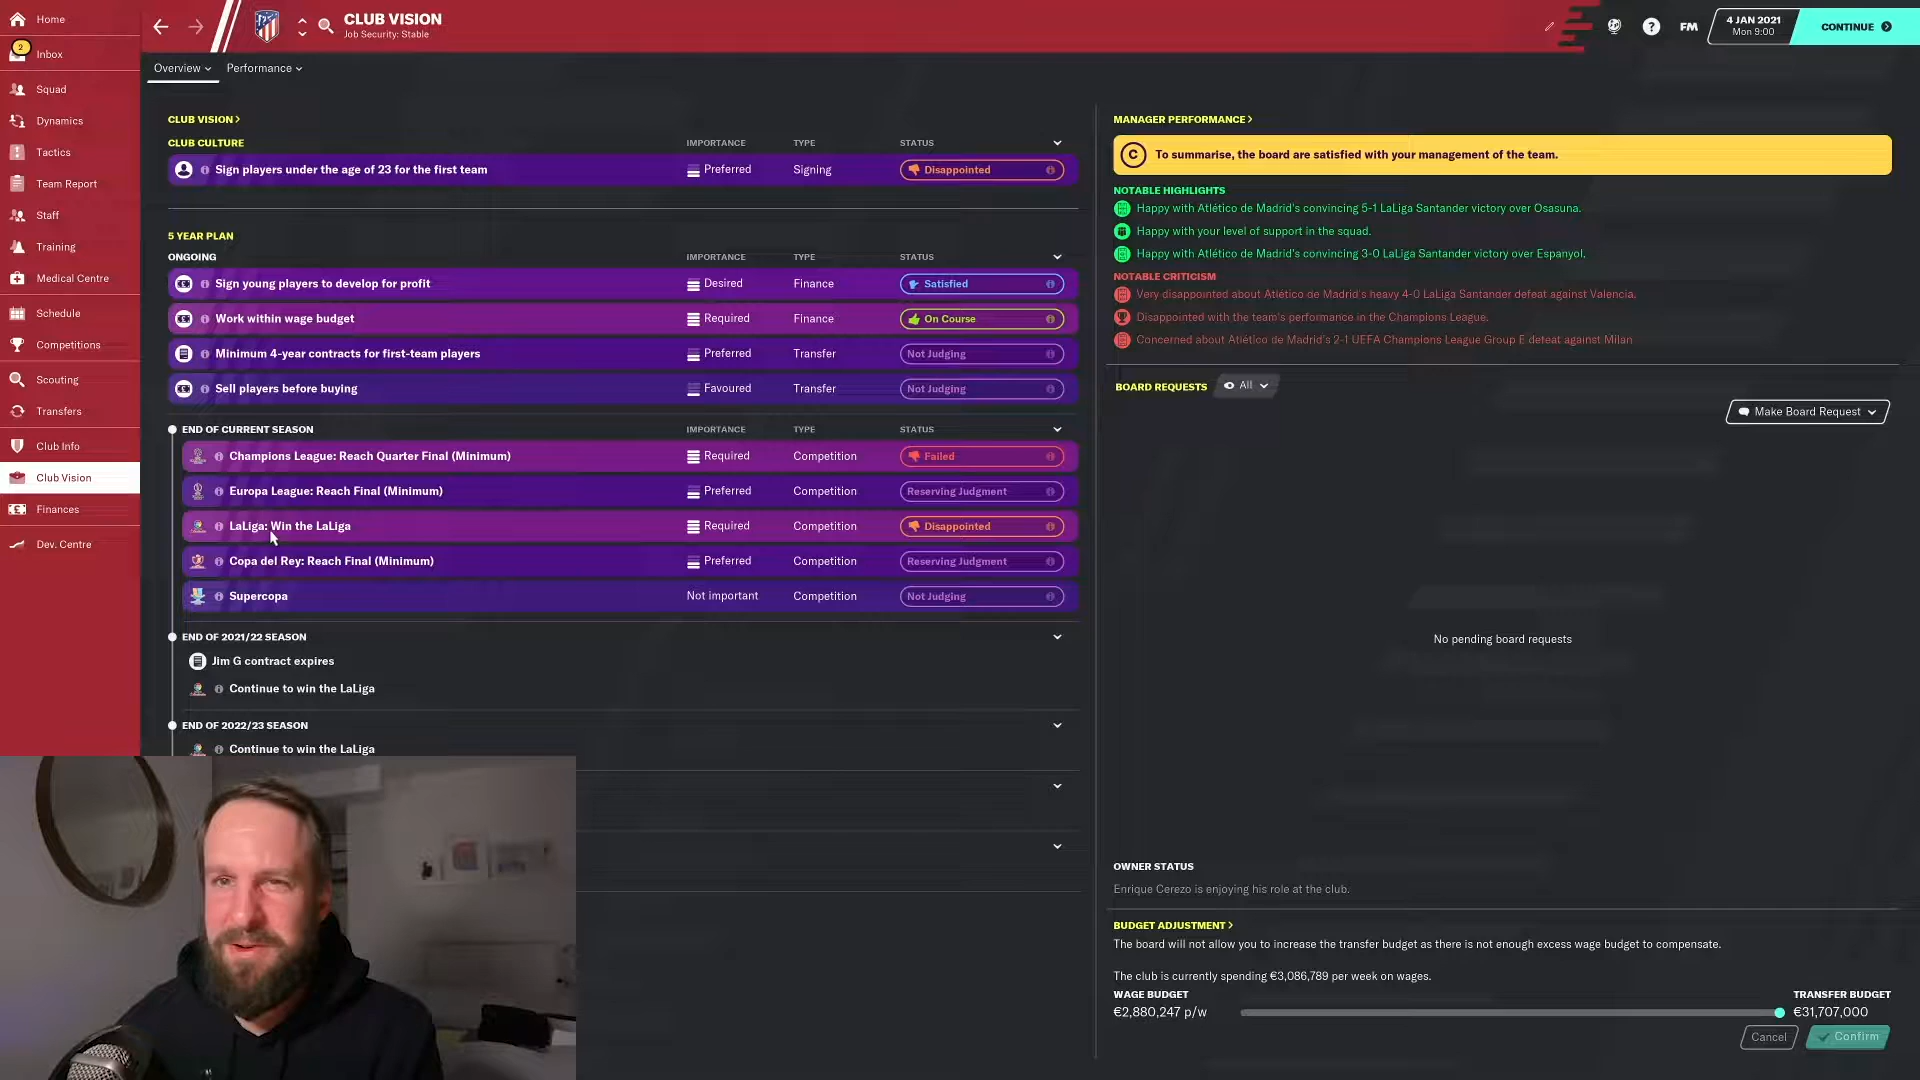 Home
2
Inbox
Squad
Dynamics
Tactics
Team Report
Staff
Training
Medical Centre
Schedule
Competitions
Scouting
Transfers
Club Info
Club Vision
Finances
Dev. Centre
CLUB VISION
Job Security: Stable
FM
4 JAN 2021
Mon 9:00
CONTINUE
Overview
Performance
CLUB VISION
CLUB CULTURE IMPORTANCE TYPE STATUS
Sign players under the age of 23 for the first team Preferred Signing Disappointed
5 YEAR PLAN
ONGOING IMPORTANCE TYPE STATUS
Sign young players to develop for profit Desired Finance Satisfied
Work within wage budget Required Finance On Course
Minimum 4-year contracts for first-team players Preferred Transfer Not Judging
Sell players before buying Favoured Transfer Not Judging
END OF CURRENT SEASON IMPORTANCE TYPE STATUS
Champions League: Reach Quarter Final (Minimum) Required Competition Failed
Europa League: Reach Final (Minimum) Preferred Competition Reserving Judgment
LaLiga: Win the LaLiga Required Competition Disappointed
Copa del Rey: Reach Final (Minimum) Preferred Competition Reserving Judgment
Supercopa Not important Competition Not Judging
END OF 2021/22 SEASON
Jim G contract expires
Continue to win the LaLiga
END OF 2022/23 SEASON
Continue to win the LaLiga
MANAGER PERFORMANCE
C To summarise, the board are satisfied with your management of the team.
NOTABLE HIGHLIGHTS
Happy with Atlético de Madrid's convincing 5-1 LaLiga Santander victory over Osasuna.
Happy with your level of support in the squad.
Happy with Atlético de Madrid's convincing 3-0 LaLiga Santander victory over Espanyol.
NOTABLE CRITICISM
Very disappointed about Atlético de Madrid's heavy 4-0 LaLiga Santander defeat against Valencia.
Disappointed with the team's performance in the Champions League.
Concerned about Atlético de Madrid's 2-1 UEFA Champions League Group E defeat against Milan
BOARD REQUESTS All
Make Board Request
No pending board requests
OWNER STATUS
Enrique Cerezo is enjoying his role at the club.
BUDGET ADJUSTMENT
The board will not allow you to increase the transfer budget as there is not enough excess wage budget to compensate.
The club is currently spending €3,086,789 per week on wages.
WAGE BUDGET TRANSFER BUDGET
€2,880,247 p/w €31,707,000
Cancel Confirm